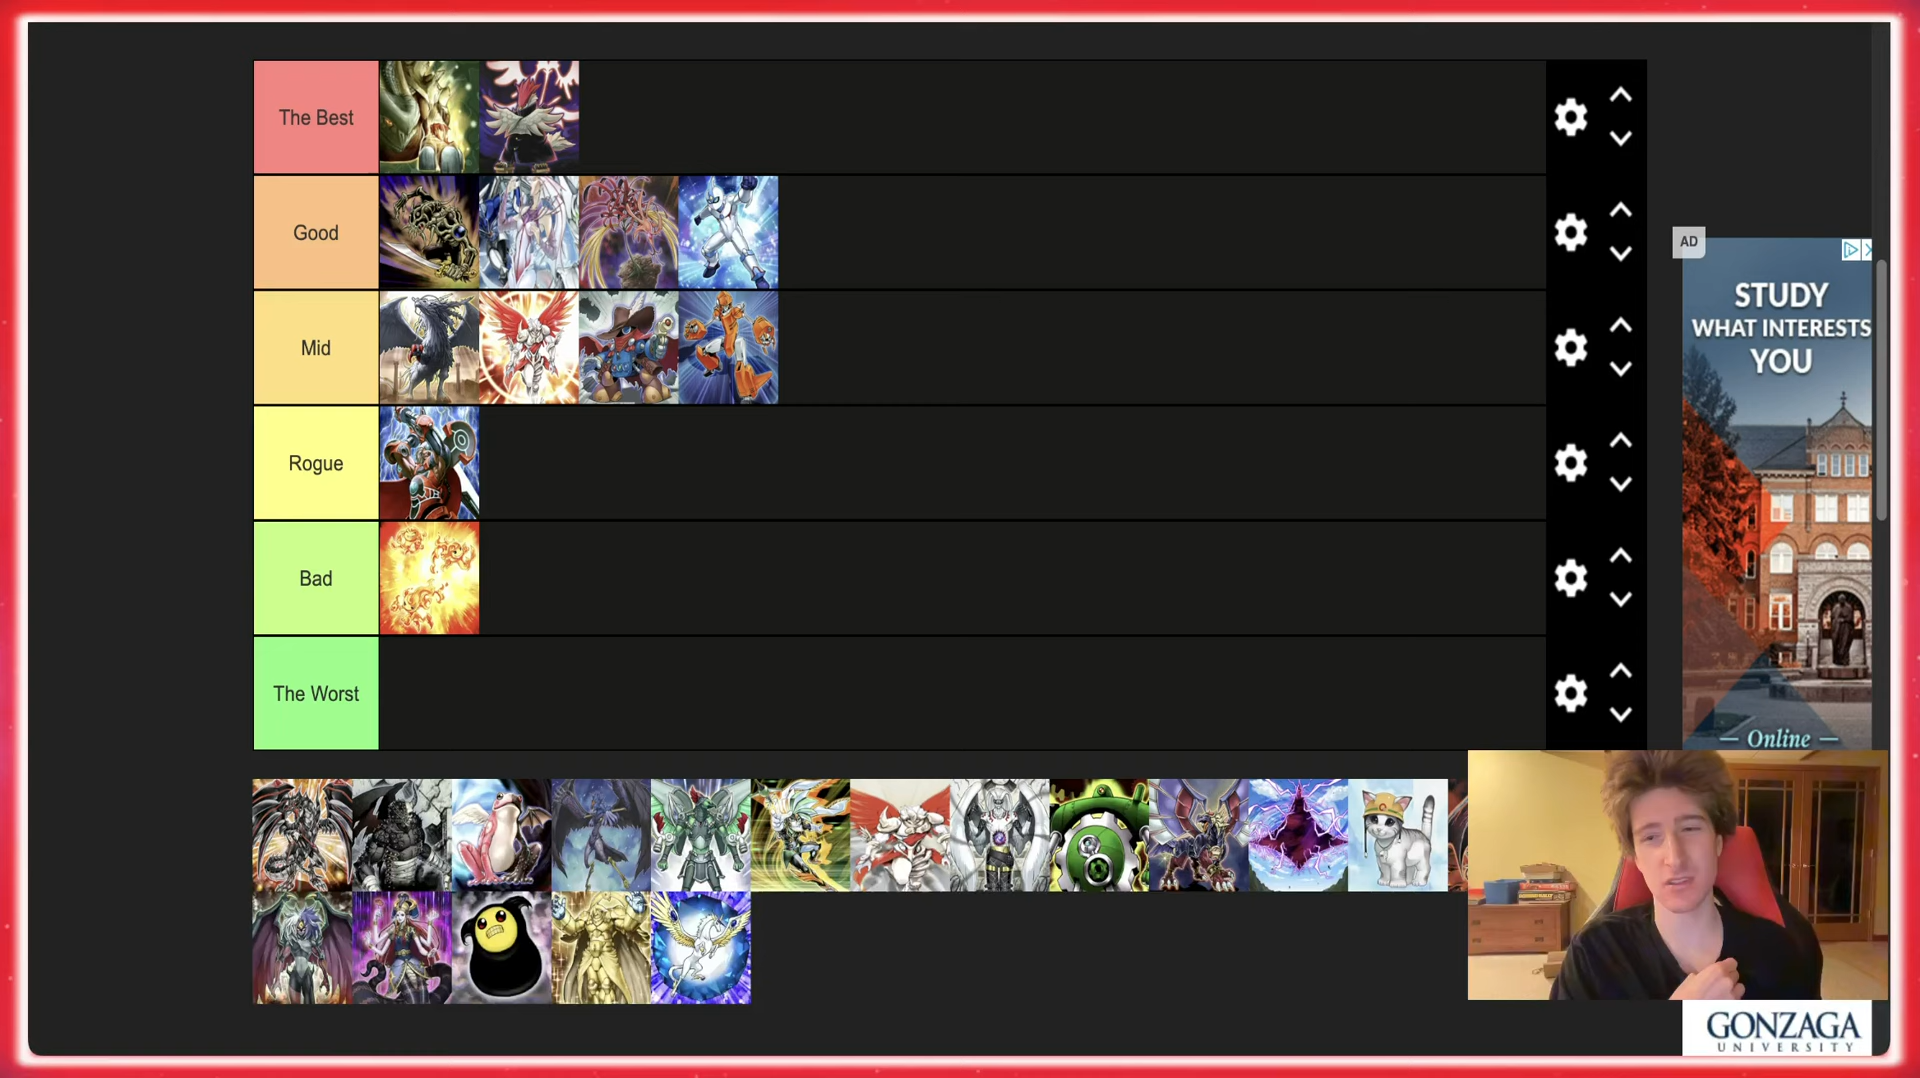 The Best
Good
Mid
Rogue
Bad
The Worst
AD
STUDY
WHAT INTERESTS
YOU
Online
GONZAGA
UNIVERSITY